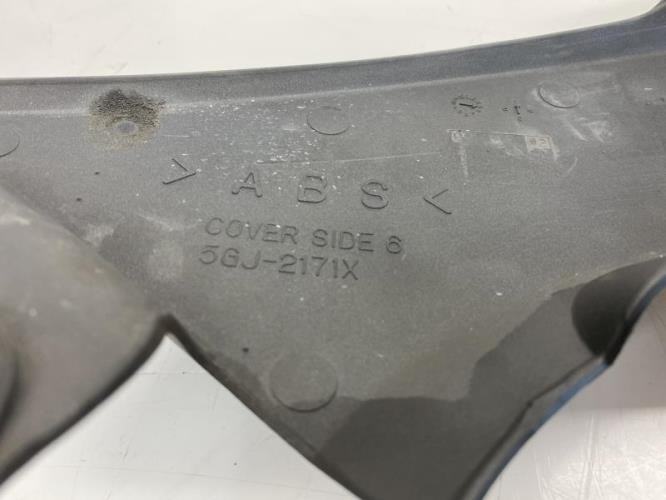 > ABS <
COVER SIDE 6
5GJ-2171X